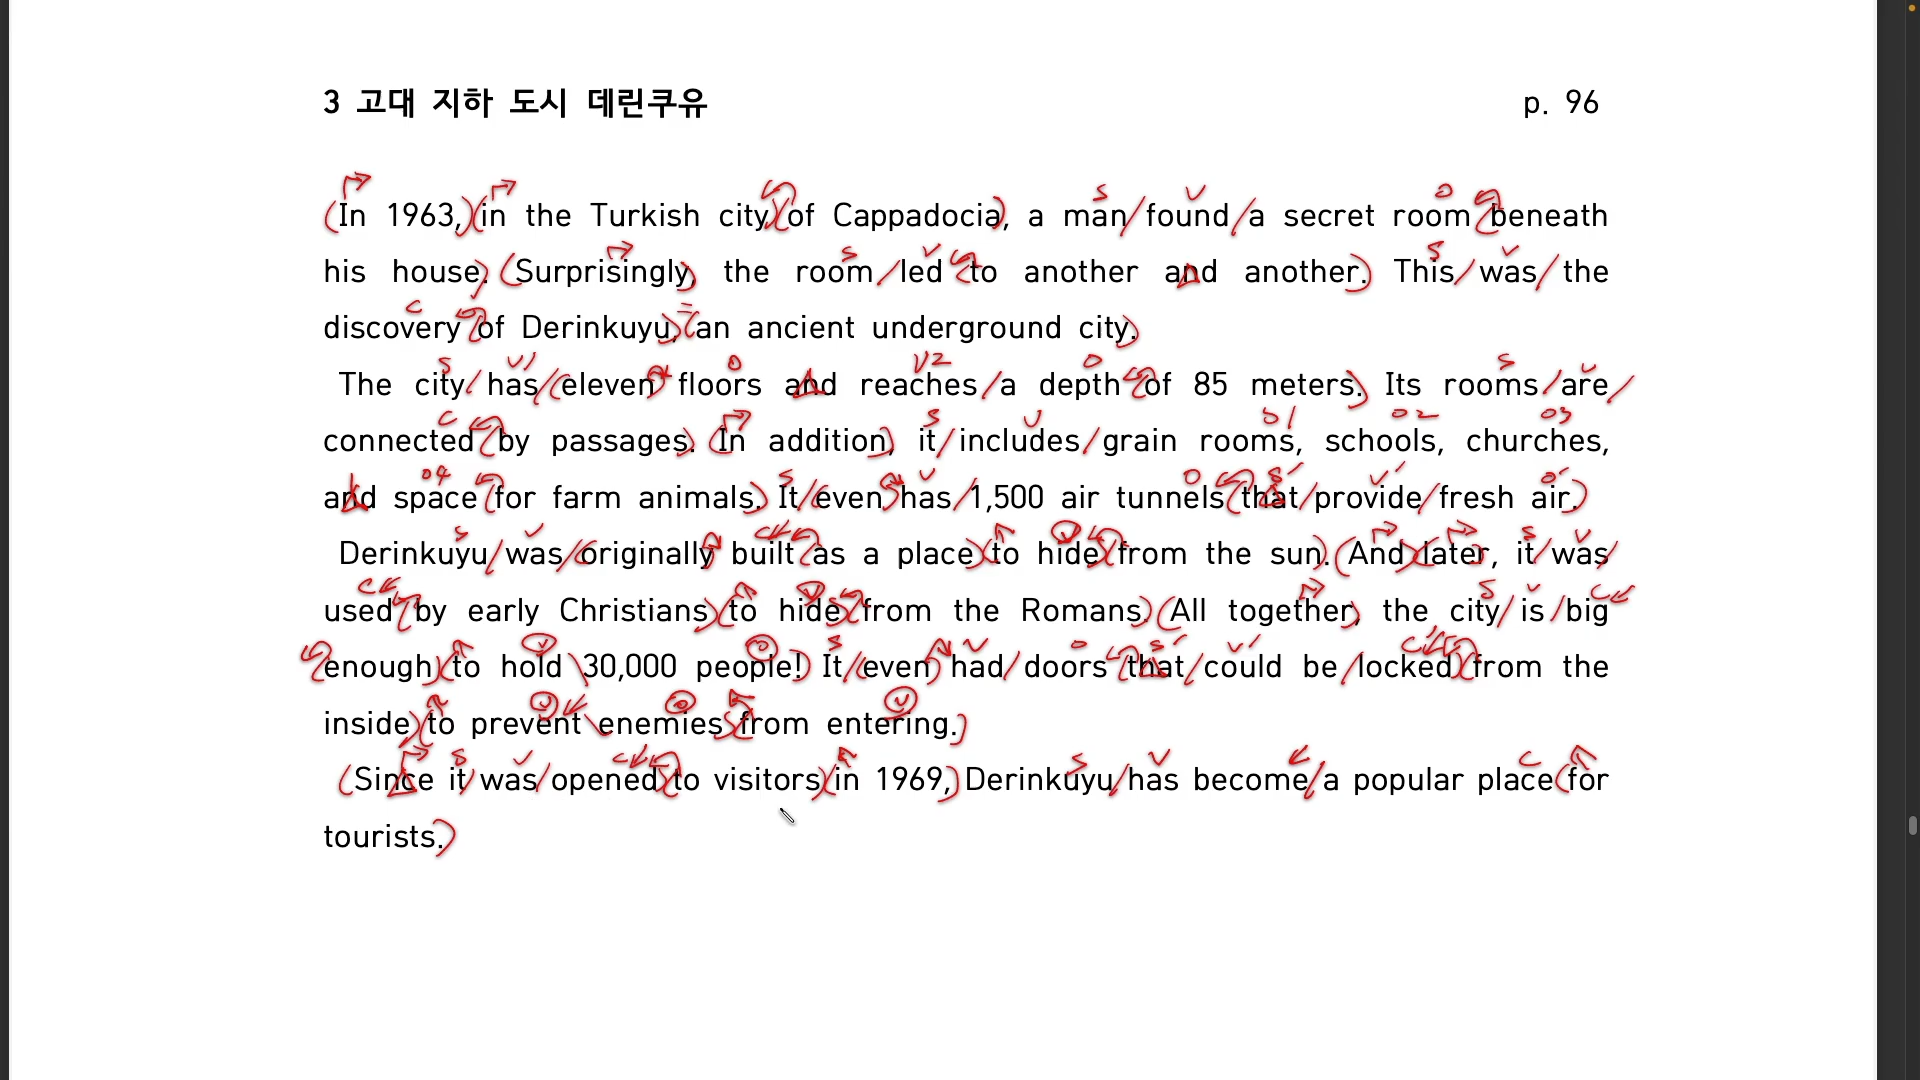 3 고대 지하 도시 데린쿠유 p. 96
In 1963, in the Turkish city of Cappadocia, a man found a secret room beneath
his house. Surprisingly, the room led to another and another. This was the
discovery of Derinkuyu, an ancient underground city.
The city has eleven floors and reaches a depth of 85 meters. Its rooms are
connected by passages. In addition, it includes grain rooms, schools, churches,
and space for farm animals. It even has 1,500 air tunnels that provide fresh air.
Derinkuyu was originally built as a place to hide from the sun. And later, it was
used by early Christians to hide from the Romans. All together, the city is big
enough to hold 30,000 people! It even had doors that could be locked from the
inside to prevent enemies from entering.
Since it was opened to visitors in 1969, Derinkuyu has become a popular place for
tourists.